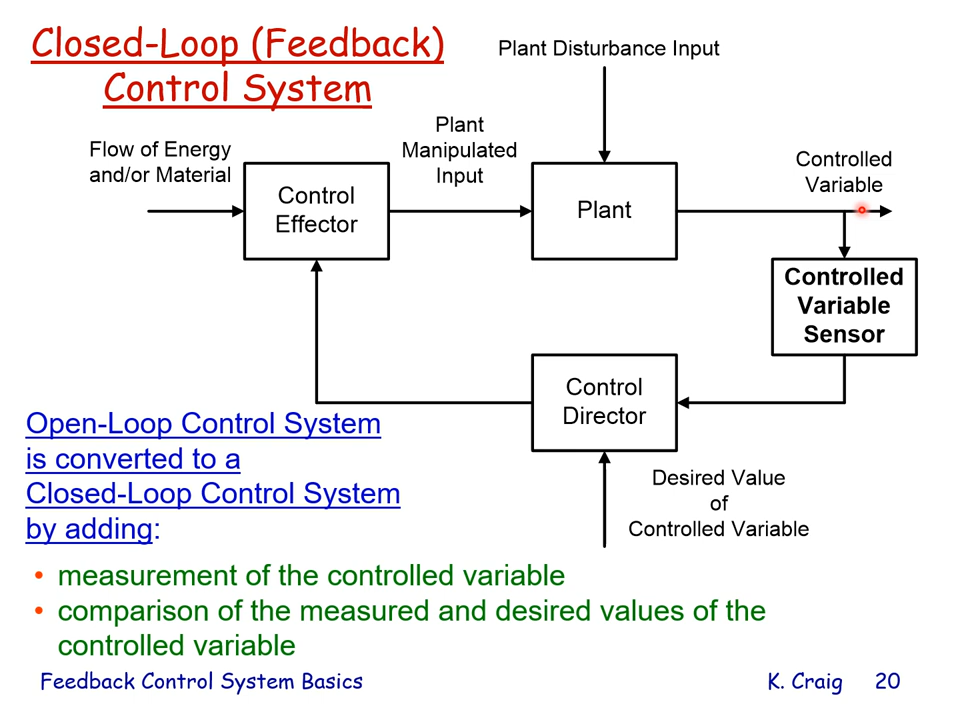 Closed-Loop (Feedback)
Control System
Plant Disturbance Input
Flow of Energy
and/or Material
Control
Effector
Plant
Manipulated
Input
Plant
Controlled
Variable
Controlled
Variable
Sensor
Control
Director
Desired Value
of
Controlled Variable
Open-Loop Control System
is converted to a
Closed-Loop Control System
by adding:
• measurement of the controlled variable
• comparison of the measured and desired values of the
controlled variable
Feedback Control System Basics
K. Craig 20